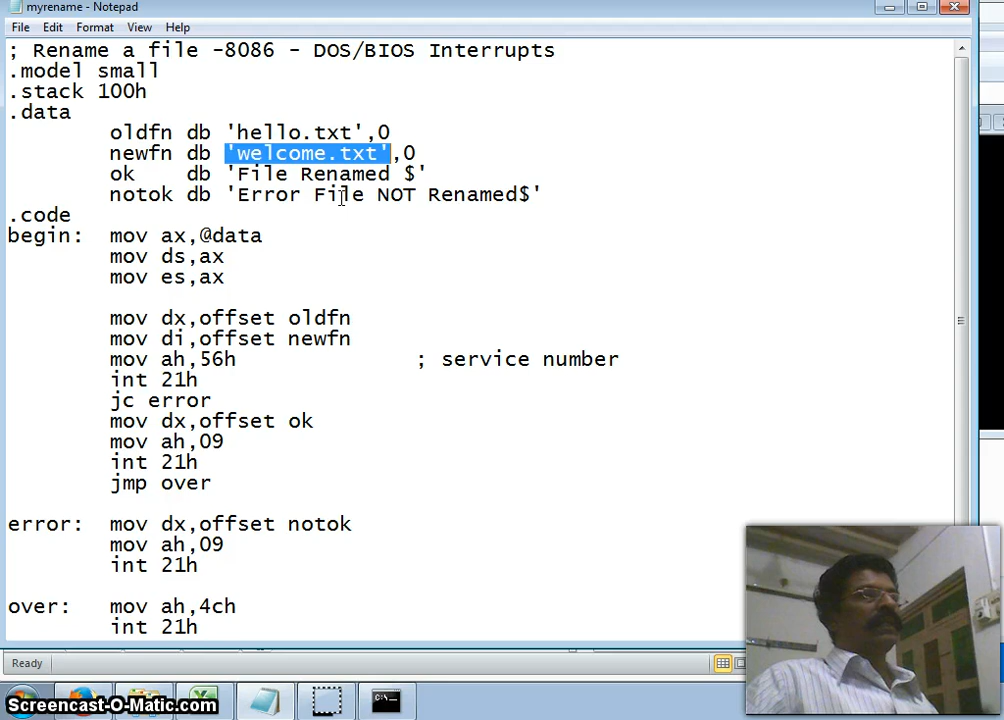 myrename - Notepad
File Edit Format View Help
; Rename a file -8086 - DOS/BIOS Interrupts
.model small
.stack 100h
.data
oldfn db 'hello.txt',0
newfn db 'welcome.txt',0
ok db 'File Renamed $'
notok db 'Error File NOT Renamed$'
.code
begin: mov ax,@data
mov ds,ax
mov es,ax
mov dx,offset oldfn
mov di,offset newfn
mov ah,56h ; service number
int 21h
jc error
mov dx,offset ok
mov ah,09
int 21h
jmp over
error: mov dx,offset notok
mov ah,09
int 21h
over: mov ah,4ch
int 21h
Ready
C:\
Screencast-O-Matic.com